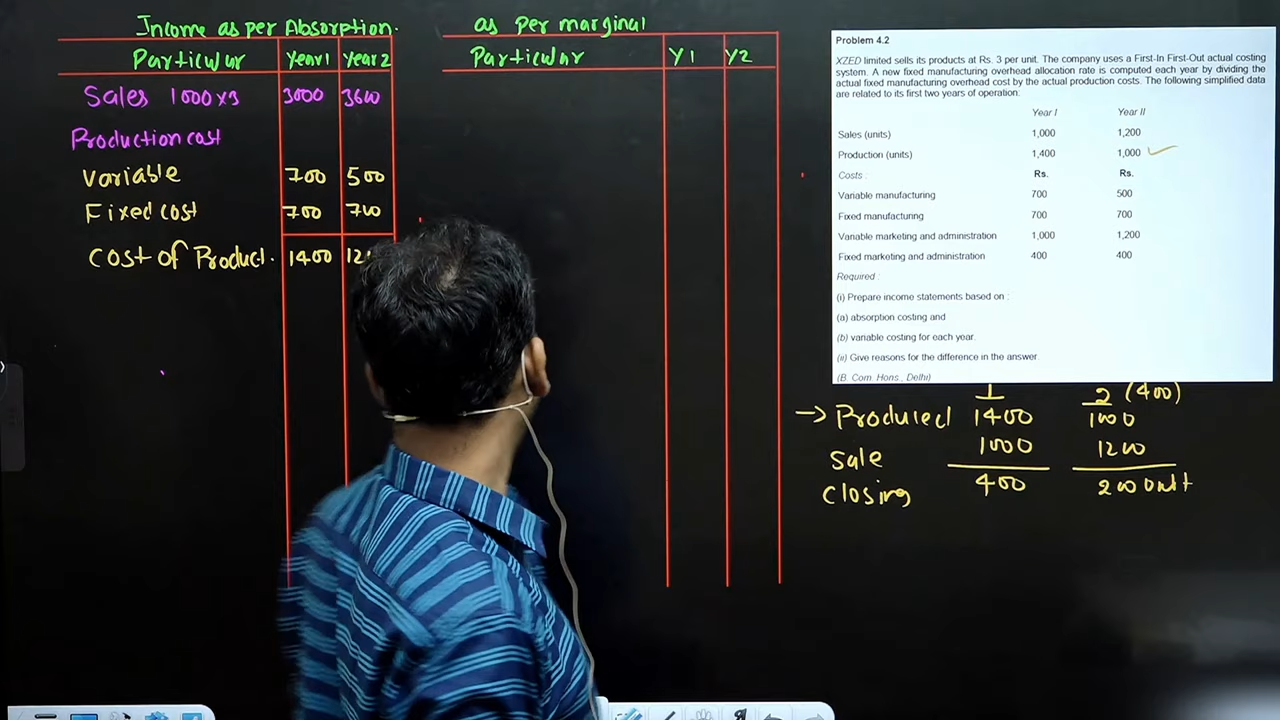 Income as per Absorption.
Particular Year1 Year2
Sales 1000 x 3 3000 3600
Production cost
Variable 700 500
Fixed cost 700 700
Cost of Product. 1400
as per marginal
Particular Y1 Y2
Problem 4.2
XZED limited sells its products at Rs. 3 per unit. The company uses a First-In First-Out actual costing
system. A new fixed manufacturing overhead allocation rate is computed each year by dividing the
actual fixed manufacturing overhead cost by the actual production costs. The following simplified data
are related to its first two years of operation:
Year I Year II
Sales (units) 1,000 1,200
Production (units) 1,400 1,000
Costs : Rs. Rs.
Variable manufacturing 700 500
Fixed manufacturing 700 700
Variable marketing and administration 1,000 1,200
Fixed marketing and administration 400 400
Required :
(i) Prepare income statements based on :
(a) absorption costing and
(b) variable costing for each year.
(ii) Give reasons for the difference in the answer.
(B. Com. Hons., Delhi)
1 2 (400)
→ Produced 1400 1000
Sale 1000 1200
Closing 400 200 unit